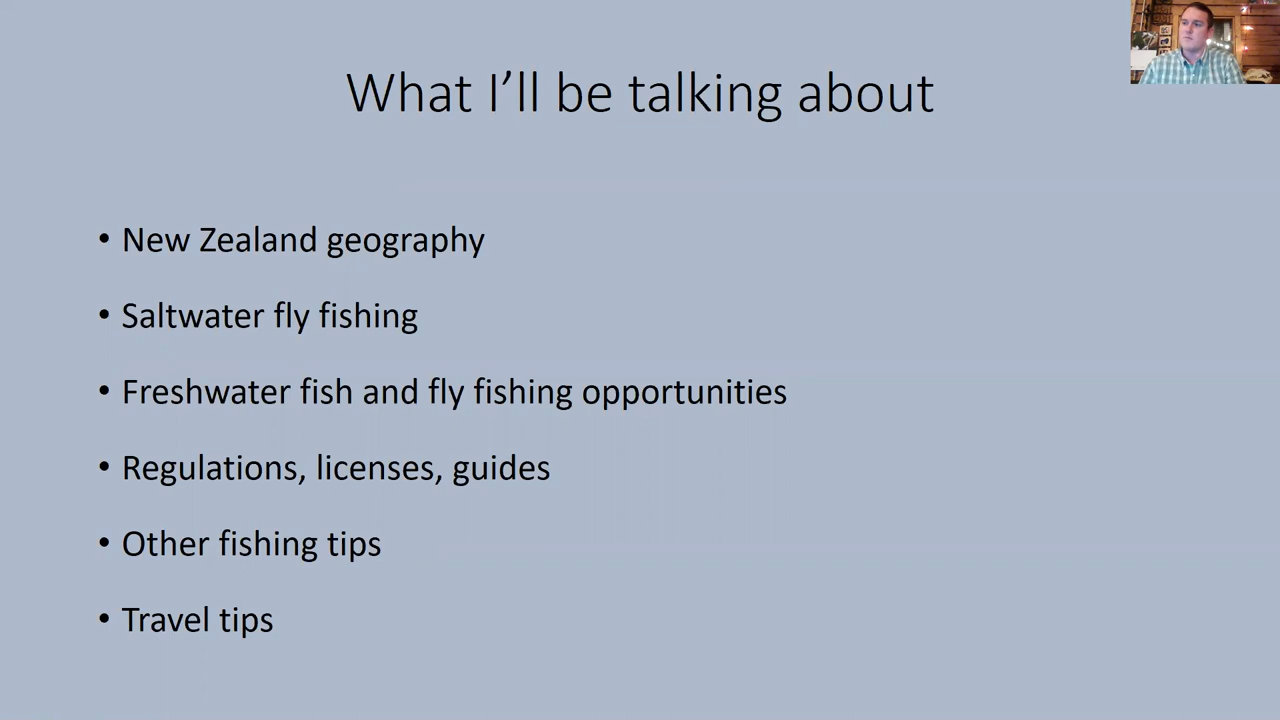 What I’ll be talking about
• New Zealand geography
• Saltwater fly fishing
• Freshwater fish and fly fishing opportunities
• Regulations, licenses, guides
• Other fishing tips
• Travel tips